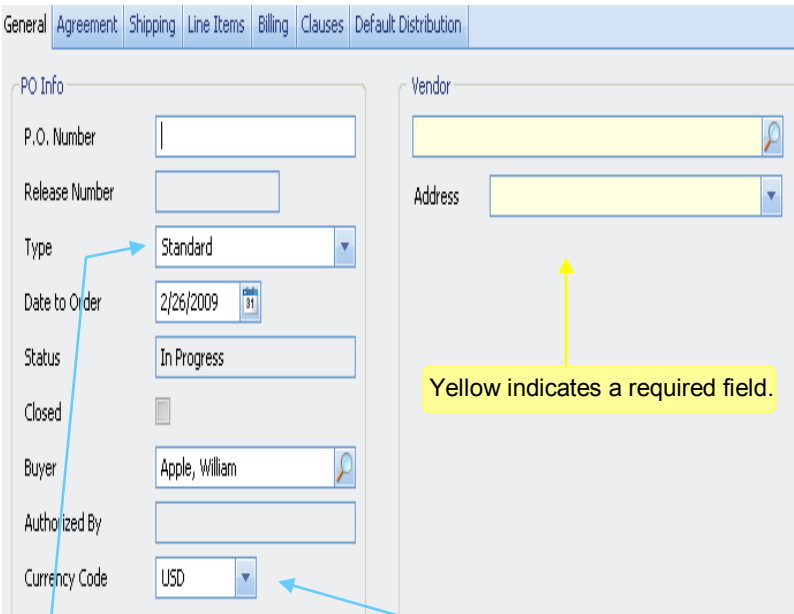 General Agreement Shipping Line Items Billing Clauses Default Distribution
PO Info
P.O. Number
Release Number
Type Standard
Date to Order 2/26/2009 31
Status In Progress
Closed
Buyer Apple, William
Authorized By
Currency Code USD
Vendor
Address
Yellow indicates a required field.